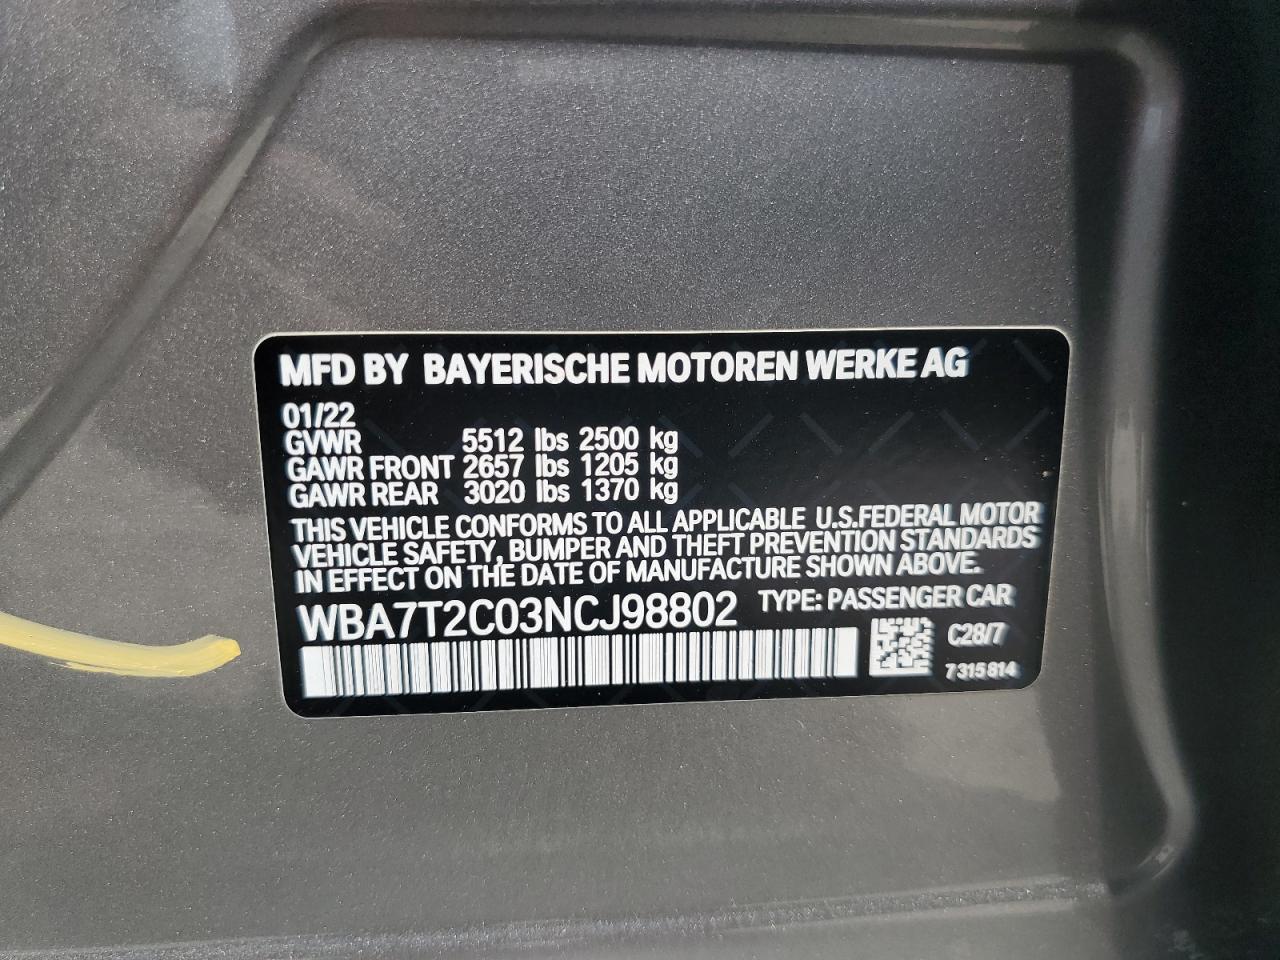 MFD BY BAYERISCHE MOTOREN WERKE AG
01/22
GVWR 5512 lbs 2500 kg
GAWR FRONT 2657 lbs 1205 kg
GAWR REAR 3020 lbs 1370 kg
THIS VEHICLE CONFORMS TO ALL APPLICABLE U.S.FEDERAL MOTOR
VEHICLE SAFETY, BUMPER AND THEFT PREVENTION STANDARDS
IN EFFECT ON THE DATE OF MANUFACTURE SHOWN ABOVE.
WBA7T2C03NCJ98802 TYPE: PASSENGER CAR
C28/7
7315814